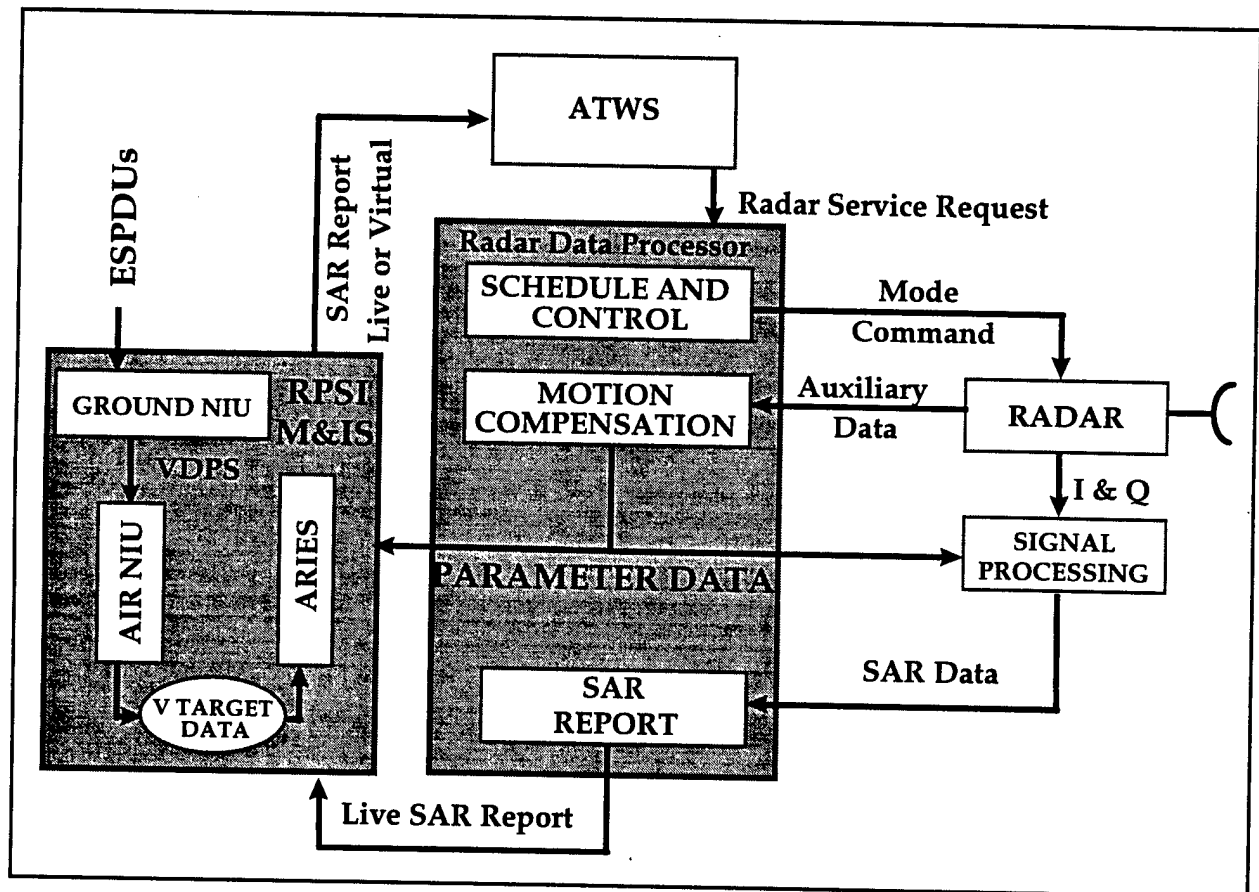 ATWS
ESPDUs
SAR Report
Live or Virtual
Radar Service Request
Radar Data Processor
SCHEDULE AND
CONTROL
Mode
Command
GROUND NIU
RPSI
M&IS
MOTION
COMPENSATION
Auxiliary
Data
RADAR
VDPS
I & Q
AIR NIU
ARIES
SIGNAL
PROCESSING
PARAMETER DATA
V TARGET
DATA
SAR
REPORT
SAR Data
Live SAR Report